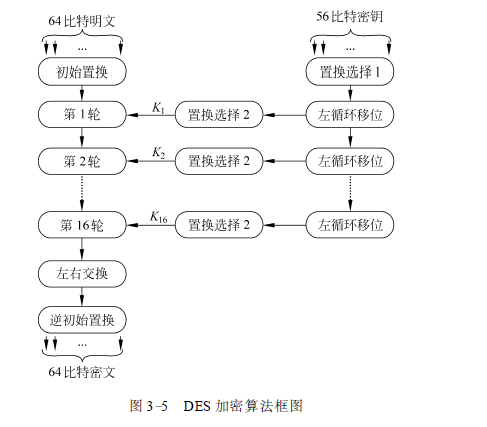 64比特明文 56比特密钥
... ...
初始置换 置换选择1
第1轮 K1 置换选择2 左循环移位
第2轮 K2 置换选择2 左循环移位
第16轮 K16 置换选择2 左循环移位
左右交换
逆初始置换
...
64比特密文
图 3-5 DES 加密算法框图